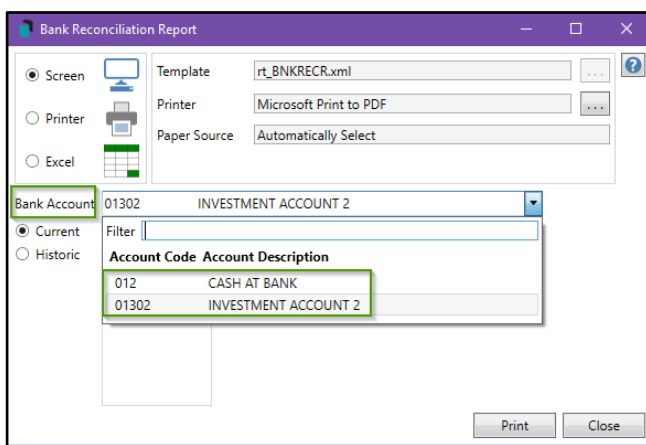 Bank Reconciliation Report
Screen
Printer
Excel
Template rt_BNKRECR.xml ...
Printer Microsoft Print to PDF ...
Paper Source Automatically Select
?
Bank Account 01302 INVESTMENT ACCOUNT 2
Current
Historic
Filter
Account Code Account Description
012 CASH AT BANK
01302 INVESTMENT ACCOUNT 2
Print Close